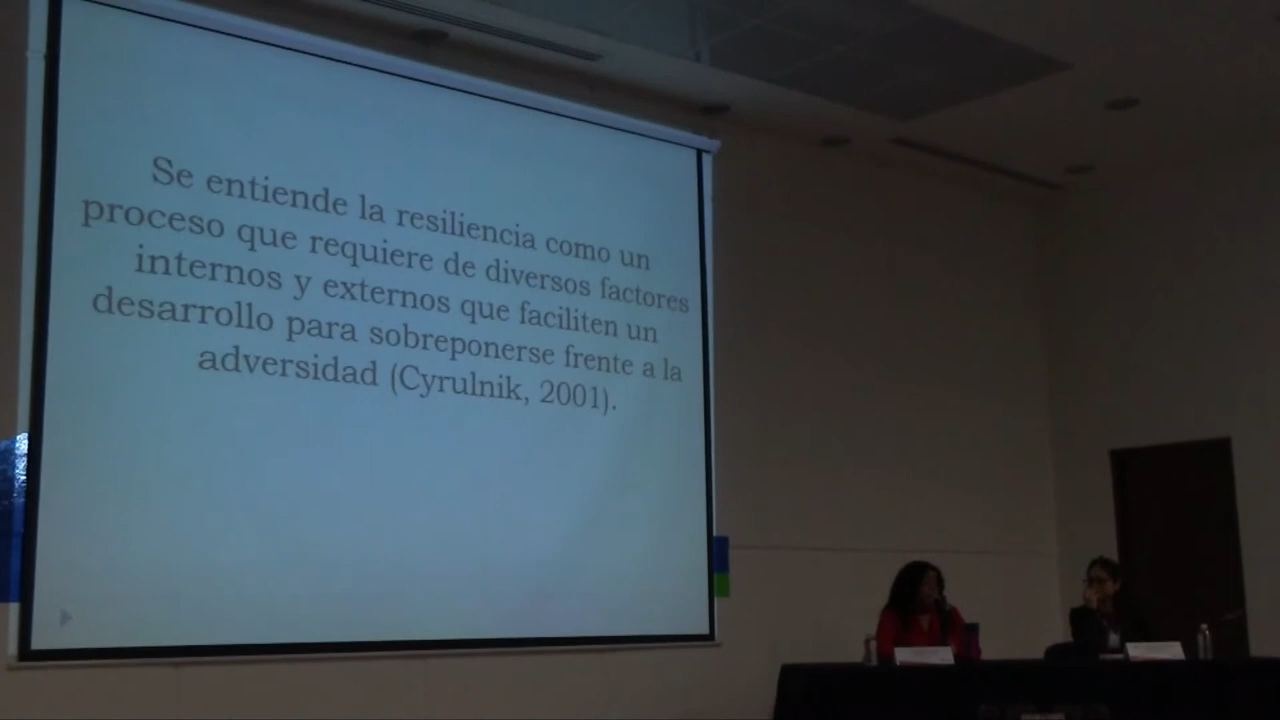 Se entiende la resiliencia como un
proceso que requiere de diversos factores
internos y externos que faciliten un
desarrollo para sobreponerse frente a la
adversidad (Cyrulnik, 2001).